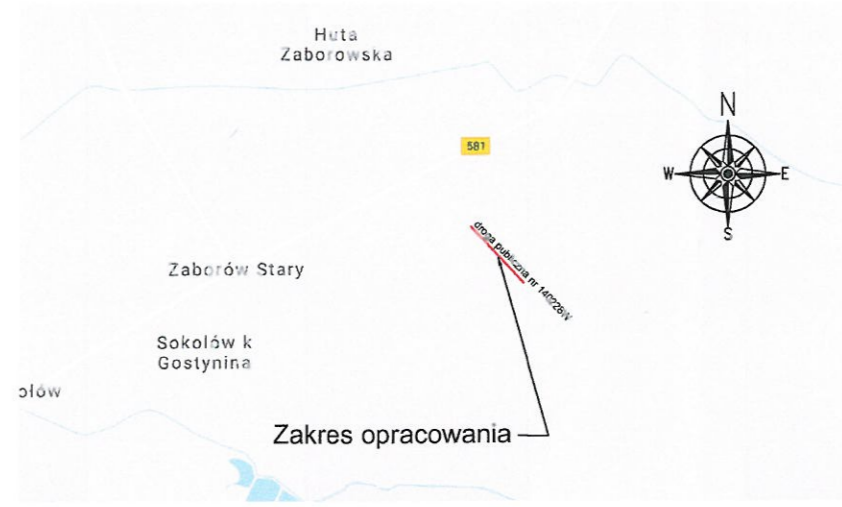 Huta
Zaborowska
N
581
W
E
S
droga publiczna nr 140228W
Zaborów Stary
Sokolów k
Gostynina
ołów
Zakres opracowania